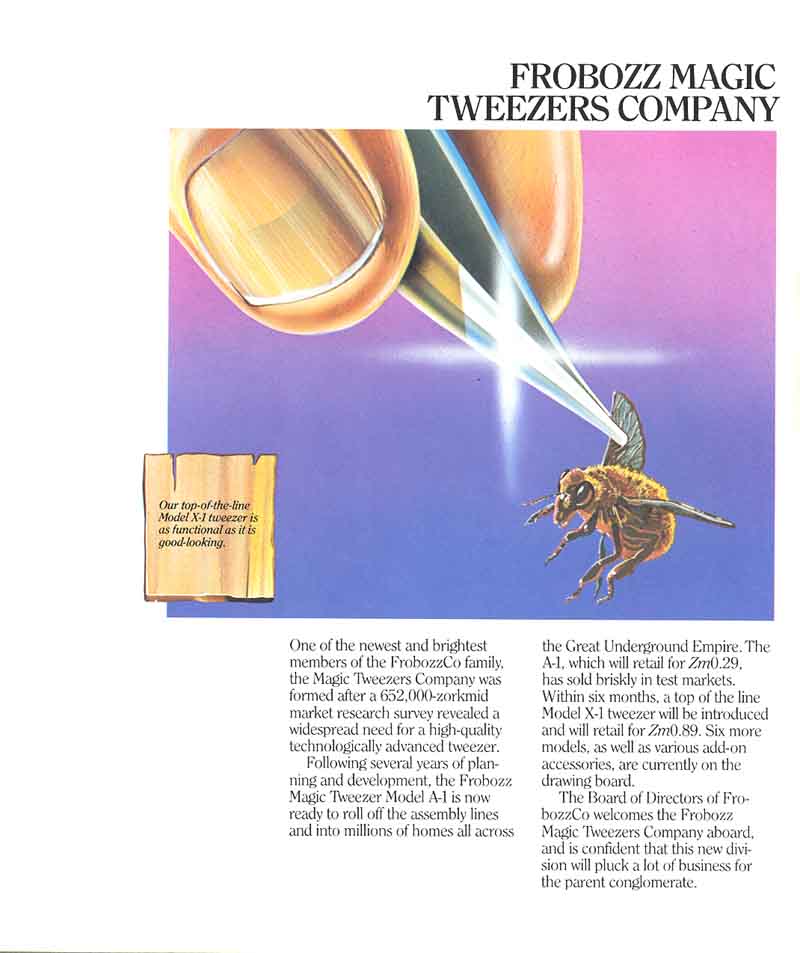 FROBOZZ MAGIC
TWEEZERS COMPANY
Our top-of-the-line
Model X-1 tweezer is
as functional as it is
good-looking.
One of the newest and brightest
members of the FrobozzCo family,
the Magic Tweezers Company was
formed after a 652,000-zorkmid
market research survey revealed a
widespread need for a high-quality
technologically advanced tweezer.
Following several years of plan-
ning and development, the Frobozz
Magic Tweezer Model A-1 is now
ready to roll off the assembly lines
and into millions of homes all across
the Great Underground Empire. The
A-1, which will retail for Zm0.29,
has sold briskly in test markets.
Within six months, a top of the line
Model X-1 tweezer will be introduced
and will retail for Zm0.89. Six more
models, as well as various add-on
accessories, are currently on the
drawing board.
The Board of Directors of Fro-
bozzCo welcomes the Frobozz
Magic Tweezers Company aboard,
and is confident that this new divi-
sion will pluck a lot of business for
the parent conglomerate.